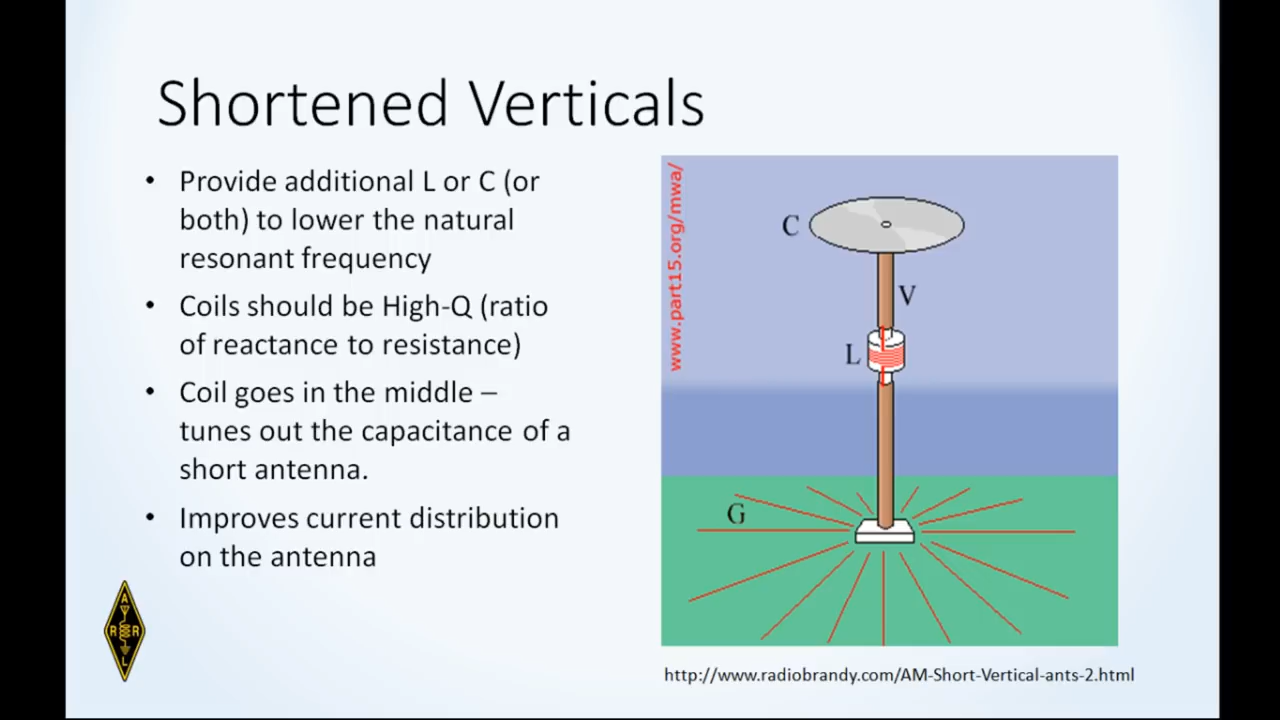 Shortened Verticals
• Provide additional L or C (or
both) to lower the natural
resonant frequency
• Coils should be High-Q (ratio
of reactance to resistance)
• Coil goes in the middle –
tunes out the capacitance of a
short antenna.
• Improves current distribution
on the antenna
www.part15.org/mwa/
C
V
L
G
A
R R
L
http://www.radiobrandy.com/AM-Short-Vertical-ants-2.html